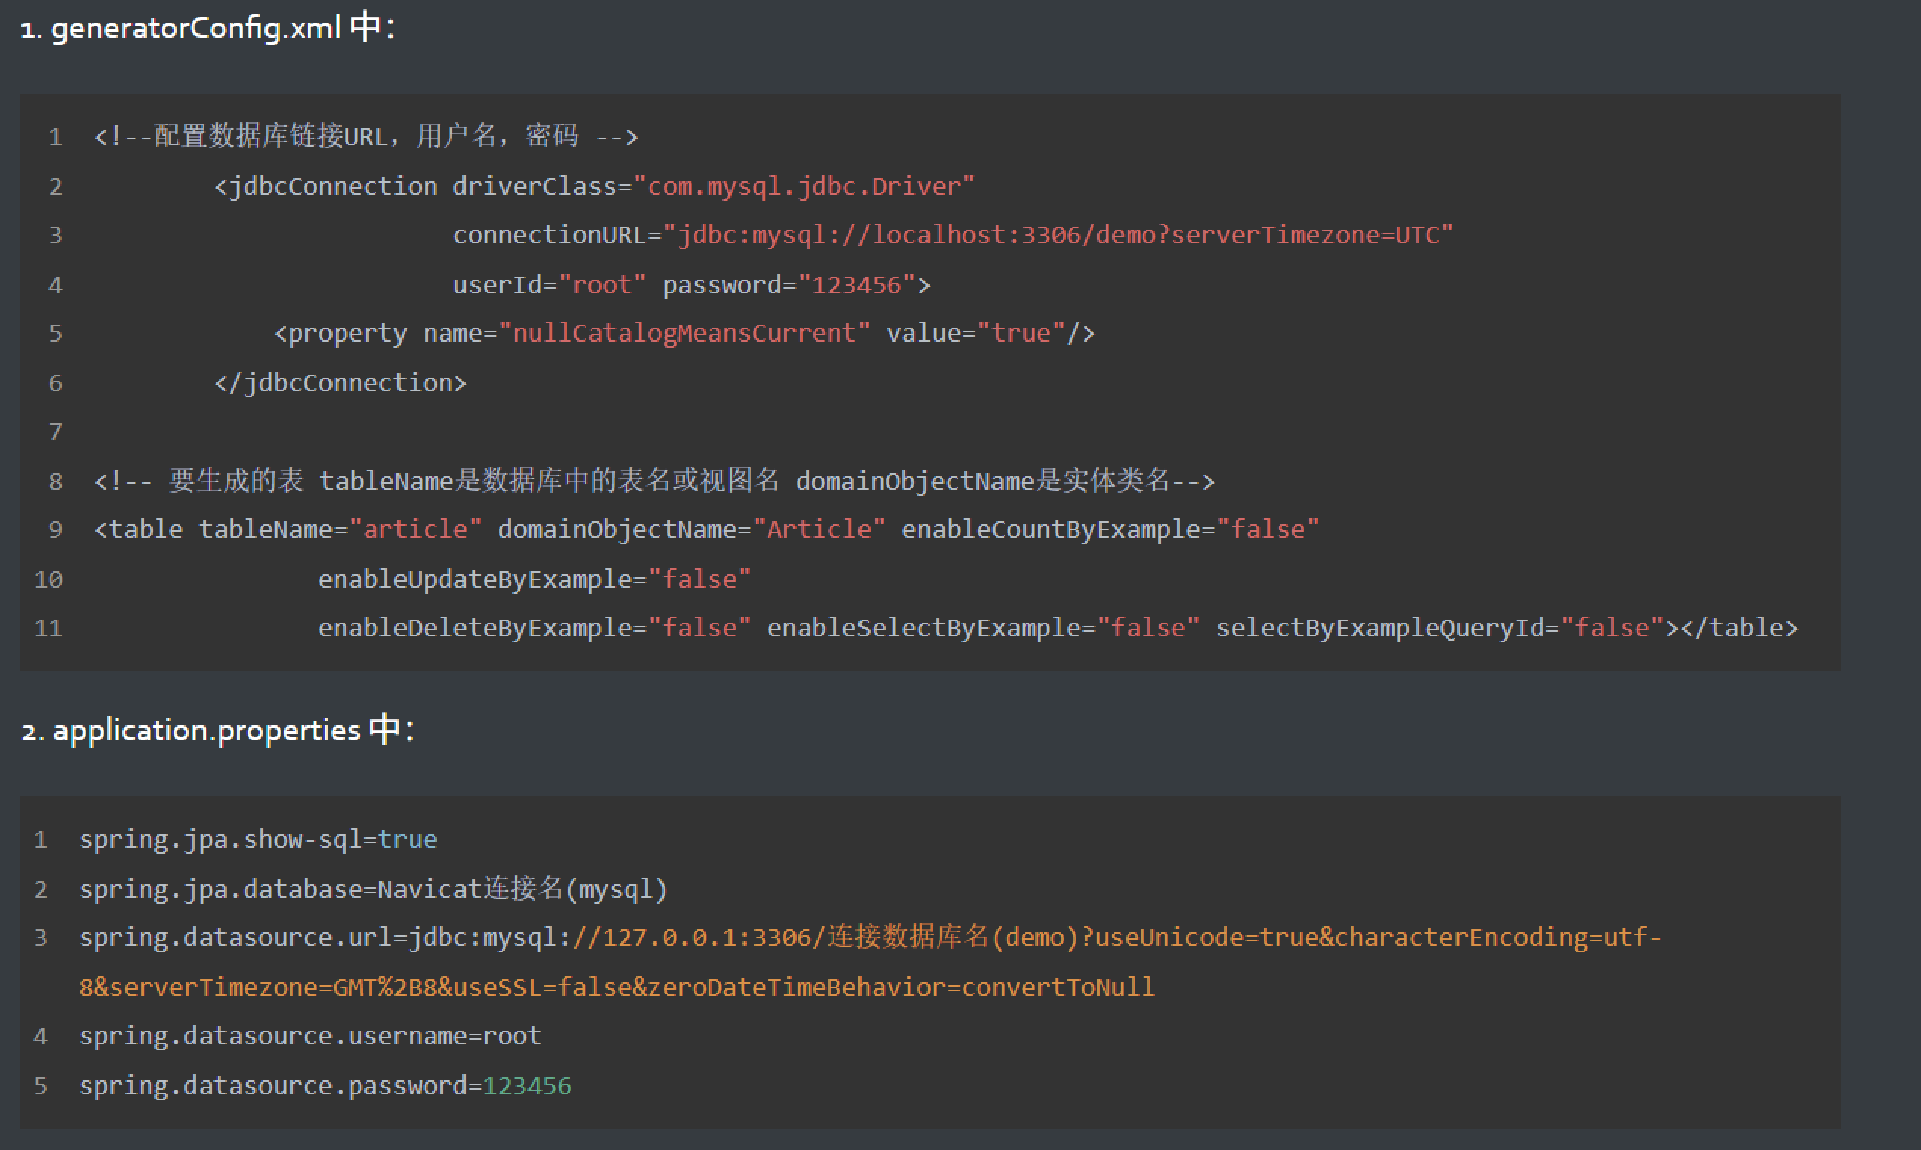 1. generatorConfig.xml 中：
1 <!--配置数据库链接URL，用户名，密码 -->
2 <jdbcConnection driverClass="com.mysql.jdbc.Driver"
3 connectionURL="jdbc:mysql://localhost:3306/demo?serverTimezone=UTC"
4 userId="root" password="123456">
5 <property name="nullCatalogMeansCurrent" value="true"/>
6 </jdbcConnection>
7
8 <!-- 要生成的表 tableName是数据库中的表名或视图名 domainObjectName是实体类名-->
9 <table tableName="article" domainObjectName="Article" enableCountByExample="false"
10 enableUpdateByExample="false"
11 enableDeleteByExample="false" enableSelectByExample="false" selectByExampleQueryId="false"></table>
2. application.properties 中：
1 spring.jpa.show-sql=true
2 spring.jpa.database=Navicat连接名(mysql)
3 spring.datasource.url=jdbc:mysql://127.0.0.1:3306/连接数据库名(demo)?useUnicode=true&characterEncoding=utf-
8&serverTimezone=GMT%2B8&useSSL=false&zeroDateTimeBehavior=convertToNull
4 spring.datasource.username=root
5 spring.datasource.password=123456